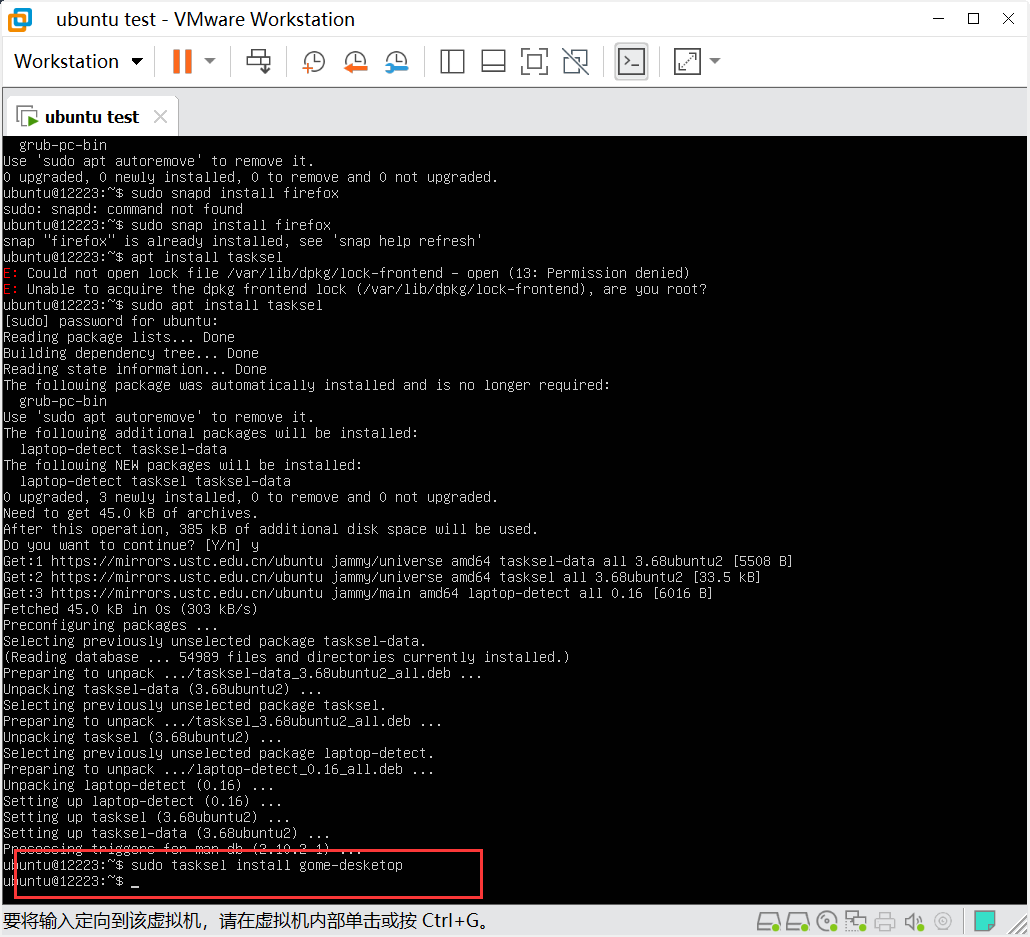 ubuntu test - VMware Workstation
Workstation
ubuntu test
grub-pc-bin
Use 'sudo apt autoremove' to remove it.
0 upgraded, 0 newly installed, 0 to remove and 0 not upgraded.
ubuntu@12223:~$ sudo snapd install firefox
sudo: snapd: command not found
ubuntu@12223:~$ sudo snap install firefox
snap "firefox" is already installed, see 'snap help refresh'
ubuntu@12223:~$ apt install tasksel
E: Could not open lock file /var/lib/dpkg/lock-frontend - open (13: Permission denied)
E: Unable to acquire the dpkg frontend lock (/var/lib/dpkg/lock-frontend), are you root?
ubuntu@12223:~$ sudo apt install tasksel
[sudo] password for ubuntu:
Reading package lists... Done
Building dependency tree... Done
Reading state information... Done
The following package was automatically installed and is no longer required:
grub-pc-bin
Use 'sudo apt autoremove' to remove it.
The following additional packages will be installed:
laptop-detect tasksel-data
The following NEW packages will be installed:
laptop-detect tasksel tasksel-data
0 upgraded, 3 newly installed, 0 to remove and 0 not upgraded.
Need to get 45.0 kB of archives.
After this operation, 385 kB of additional disk space will be used.
Do you want to continue? [Y/n] y
Get:1 https://mirrors.ustc.edu.cn/ubuntu jammy/universe amd64 tasksel-data all 3.68ubuntu2 [5508 B]
Get:2 https://mirrors.ustc.edu.cn/ubuntu jammy/universe amd64 tasksel all 3.68ubuntu2 [33.5 kB]
Get:3 https://mirrors.ustc.edu.cn/ubuntu jammy/main amd64 laptop-detect all 0.16 [6016 B]
Fetched 45.0 kB in 0s (303 kB/s)
Preconfiguring packages ...
Selecting previously unselected package tasksel-data.
(Reading database ... 54989 files and directories currently installed.)
Preparing to unpack .../tasksel-data_3.68ubuntu2_all.deb ...
Unpacking tasksel-data (3.68ubuntu2) ...
Selecting previously unselected package tasksel.
Preparing to unpack .../tasksel_3.68ubuntu2_all.deb ...
Unpacking tasksel (3.68ubuntu2) ...
Selecting previously unselected package laptop-detect.
Preparing to unpack .../laptop-detect_0.16_all.deb ...
Unpacking laptop-detect (0.16) ...
Setting up laptop-detect (0.16) ...
Setting up tasksel (3.68ubuntu2) ...
Setting up tasksel-data (3.68ubuntu2) ...
Processing triggers for man-db (2.10.2-1) ...
ubuntu@12223:~$ sudo tasksel install gome-desketop
ubuntu@12223:~$ _
要将输入定向到该虚拟机，请在虚拟机内部单击或按 Ctrl+G。